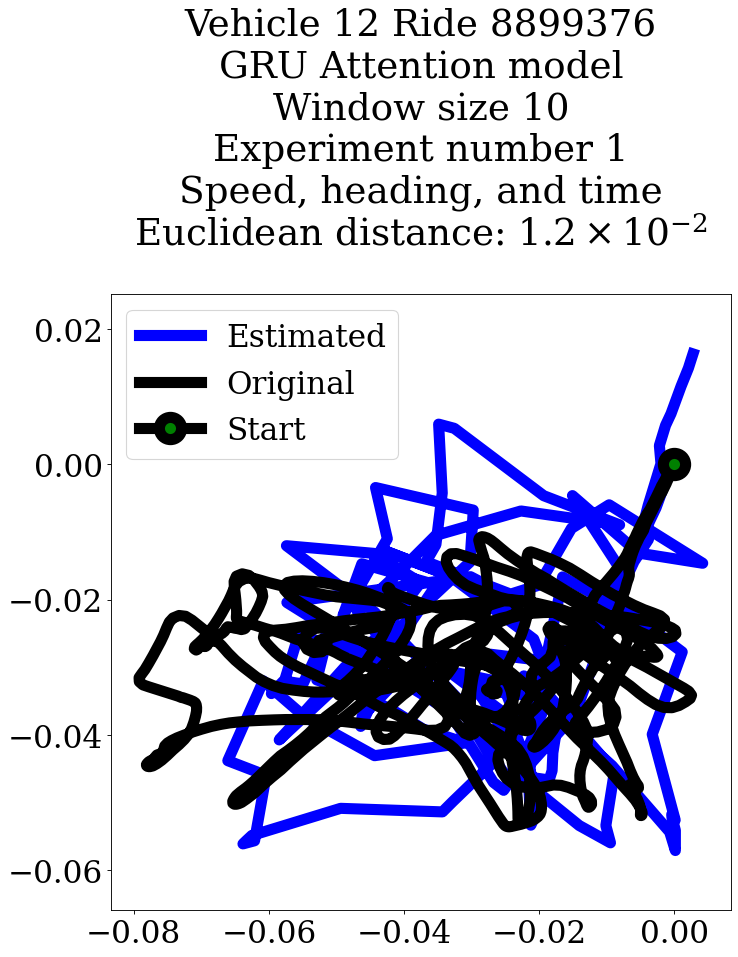 Vehicle 12 Ride 8899376
GRU Attention model
Window size 10
Experiment number 1
Speed, heading, and time
Euclidean distance: 1.2 × 10⁻²
Estimated
Original
Start
0.02
0.00
−0.02
−0.04
−0.06
−0.08 −0.06 −0.04 −0.02 0.00